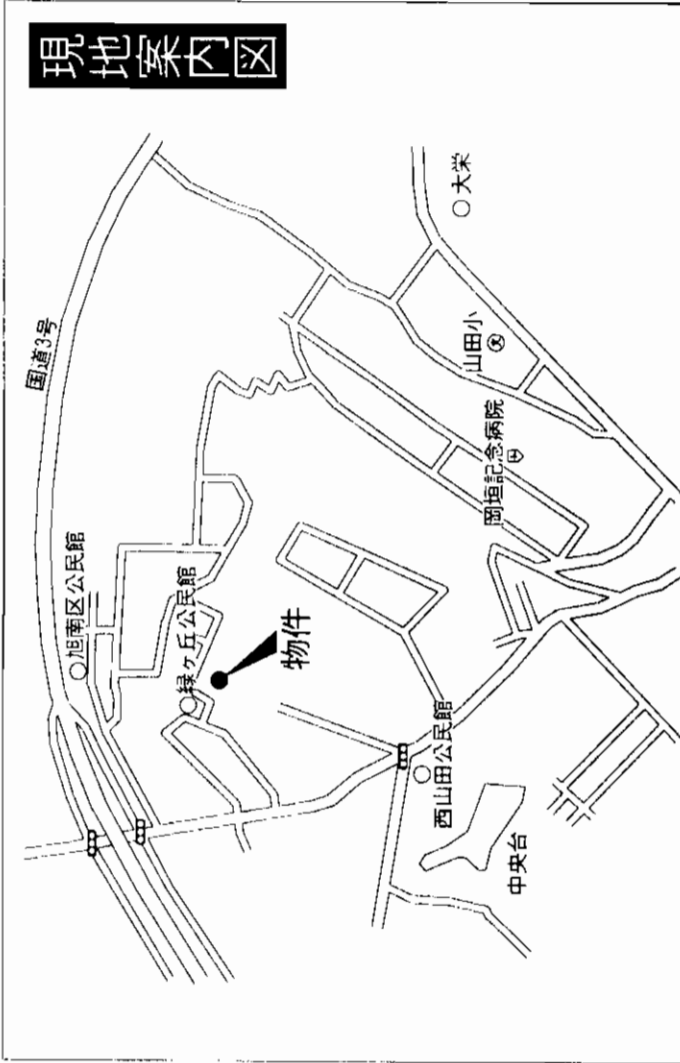 現地案内図
国道3号
旭南区公民館
緑ヶ丘公民館
物件
西山田公民館
中央台
岡垣記念病院
山田小
文
大栄